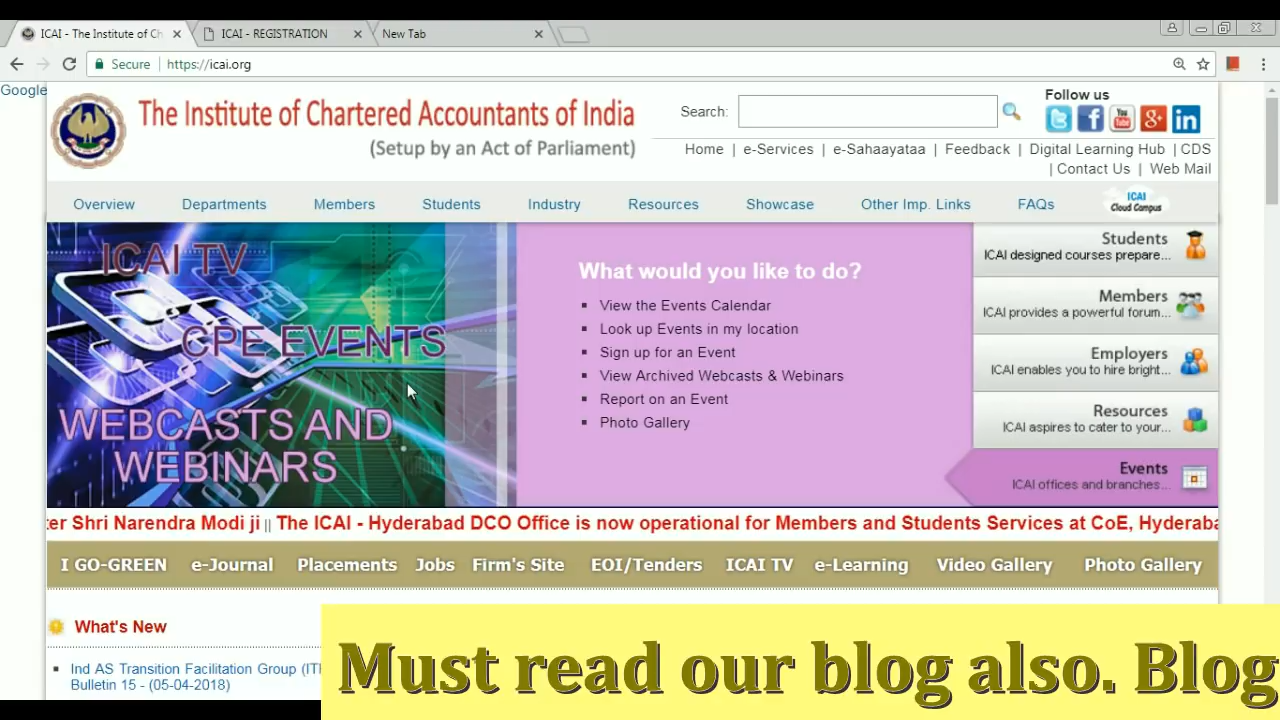 ICAI - The Institute of Ch
ICAI - REGISTRATION
New Tab
Secure
https://icai.org
Google
The Institute of Chartered Accountants of India
(Setup by an Act of Parliament)
Search:
Follow us
Home | e-Services | e-Sahaayataa | Feedback | Digital Learning Hub | CDS
| Contact Us | Web Mail
Overview Departments Members Students Industry Resources Showcase Other Imp. Links FAQs
ICAI
Cloud Campus
ICAI TV
CPE EVENTS
WEBCASTS AND
WEBINARS
What would you like to do?
View the Events Calendar
Look up Events in my location
Sign up for an Event
View Archived Webcasts & Webinars
Report on an Event
Photo Gallery
Students
ICAI designed courses prepare...
Members
ICAI provides a powerful forum...
Employers
ICAI enables you to hire bright...
Resources
ICAI aspires to cater to your...
Events
ICAI offices and branches...
ter Shri Narendra Modi ji || The ICAI - Hyderabad DCO Office is now operational for Members and Students Services at CoE, Hyderaba
I GO-GREEN e-Journal Placements Jobs Firm's Site EOI/Tenders ICAI TV e-Learning Video Gallery Photo Gallery
What's New
Ind AS Transition Facilitation Group (IT
Bulletin 15 - (05-04-2018)
Must read our blog also. Blog